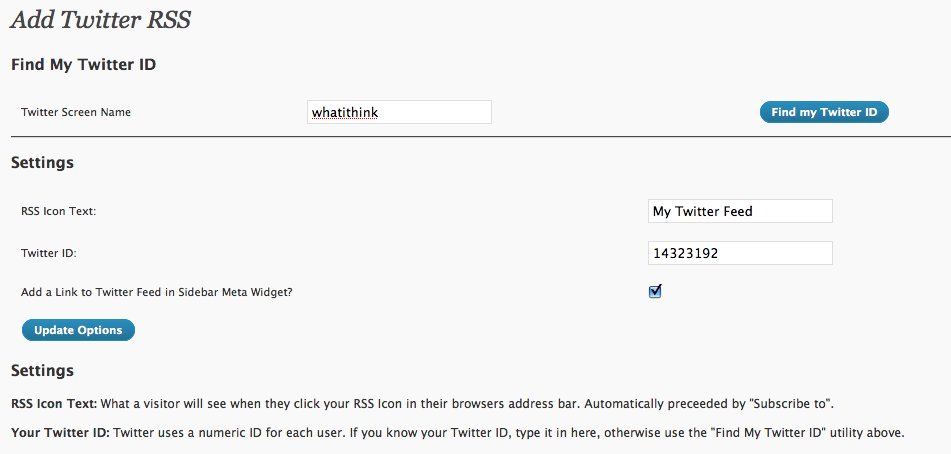 Add Twitter RSS
Find My Twitter ID
Twitter Screen Name whatithink Find my Twitter ID
Settings
RSS Icon Text: My Twitter Feed
Twitter ID: 14323192
Add a Link to Twitter Feed in Sidebar Meta Widget?
Update Options
Settings
RSS Icon Text: What a visitor will see when they click your RSS Icon in their browsers address bar. Automatically preceeded by "Subscribe to".
Your Twitter ID: Twitter uses a numeric ID for each user. If you know your Twitter ID, type it in here, otherwise use the "Find My Twitter ID" utility above.